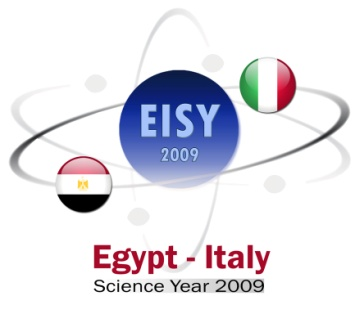 EISY
2009
Egypt - Italy
Science Year 2009